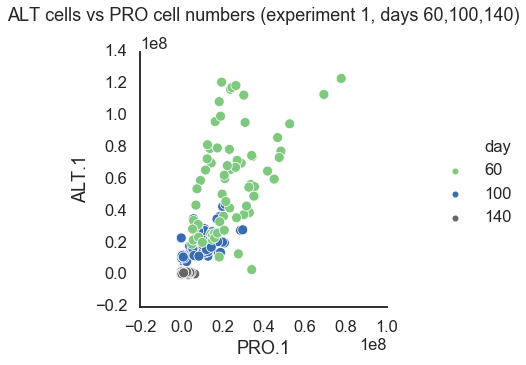 ALT cells vs PRO cell numbers (experiment 1, days 60,100,140)
1e8
1.4
1.2
1.0
0.8
0.6
0.4
0.2
0.0
−0.2
ALT.1
day
60
100
140
−0.2 0.0 0.2 0.4 0.6 0.8 1.0
PRO.1
1e8